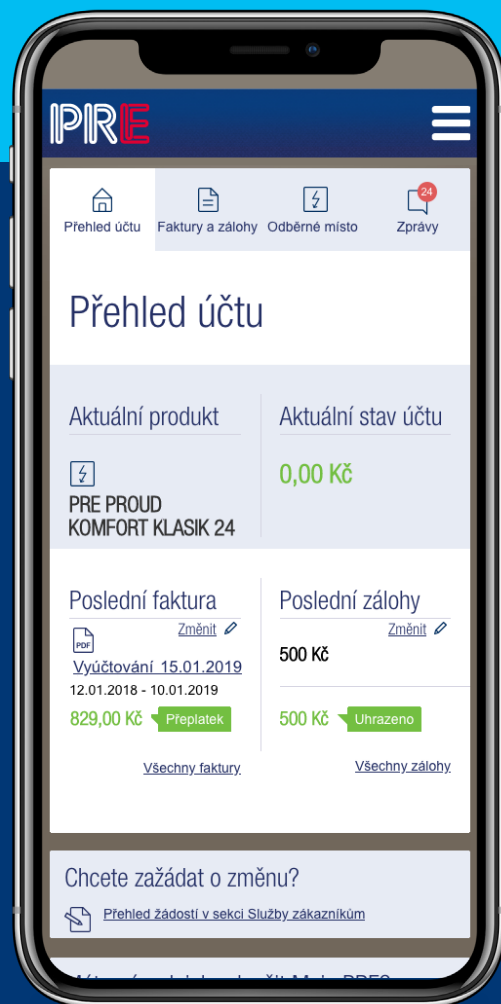 PRE
24
Přehled účtu
Faktury a zálohy
Odběrné místo
Zprávy
Přehled účtu
Aktuální produkt
PRE PROUD
KOMFORT KLASIK 24
Aktuální stav účtu
0,00 Kč
Poslední faktura
Změnit
PDF
Vyúčtování 15.01.2019
12.01.2018 - 10.01.2019
829,00 Kč Přeplatek
Všechny faktury
Poslední zálohy
Změnit
500 Kč
500 Kč Uhrazeno
Všechny zálohy
Chcete zažádat o změnu?
Přehled žádostí v sekci Služby zákazníkům